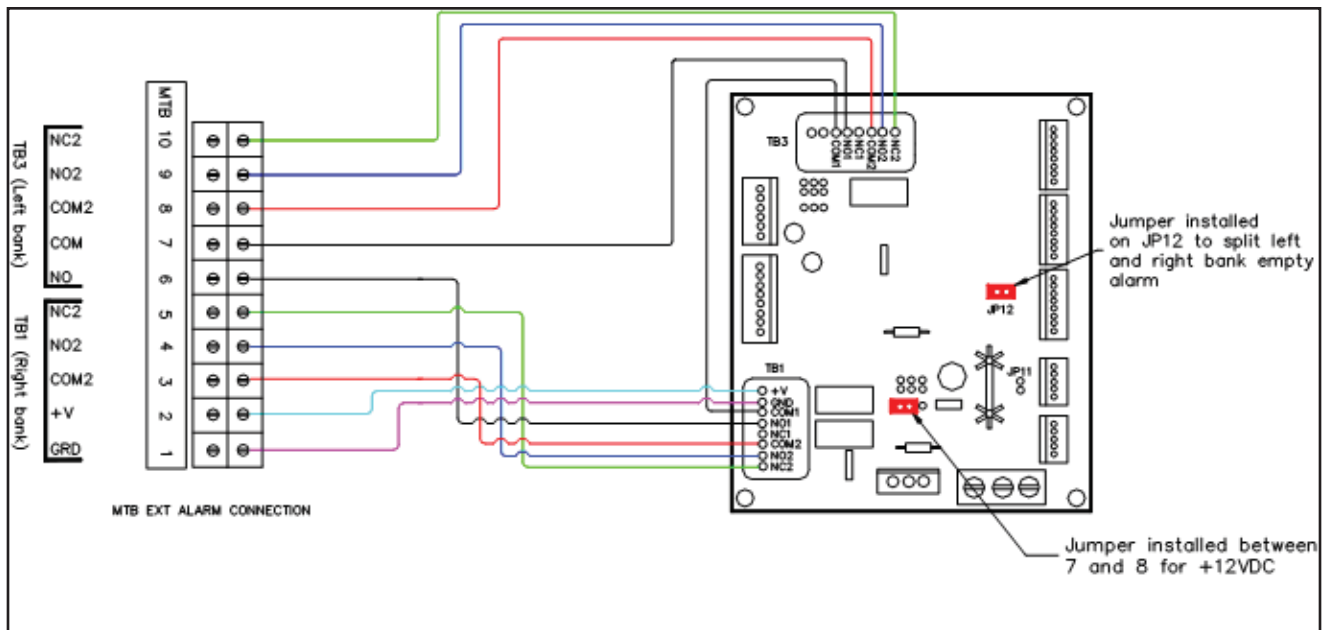 MTB
TB3 (Left bank)
NC2
10
NO2
9
COM2
8
COM
7
NO
6
TB1 (Right bank)
NC2
5
NO2
4
COM2
3
+V
2
GRD
1
MTB EXT ALARM CONNECTION
TB3
COM1
NO1
NC1
COM2
NO2
NC2
Jumper installed
on JP12 to split left
and right bank empty
alarm
JP12
JP11
TB1
+V
GND
COM1
NO1
NC1
COM2
NO2
NC2
Jumper installed between
7 and 8 for +12VDC